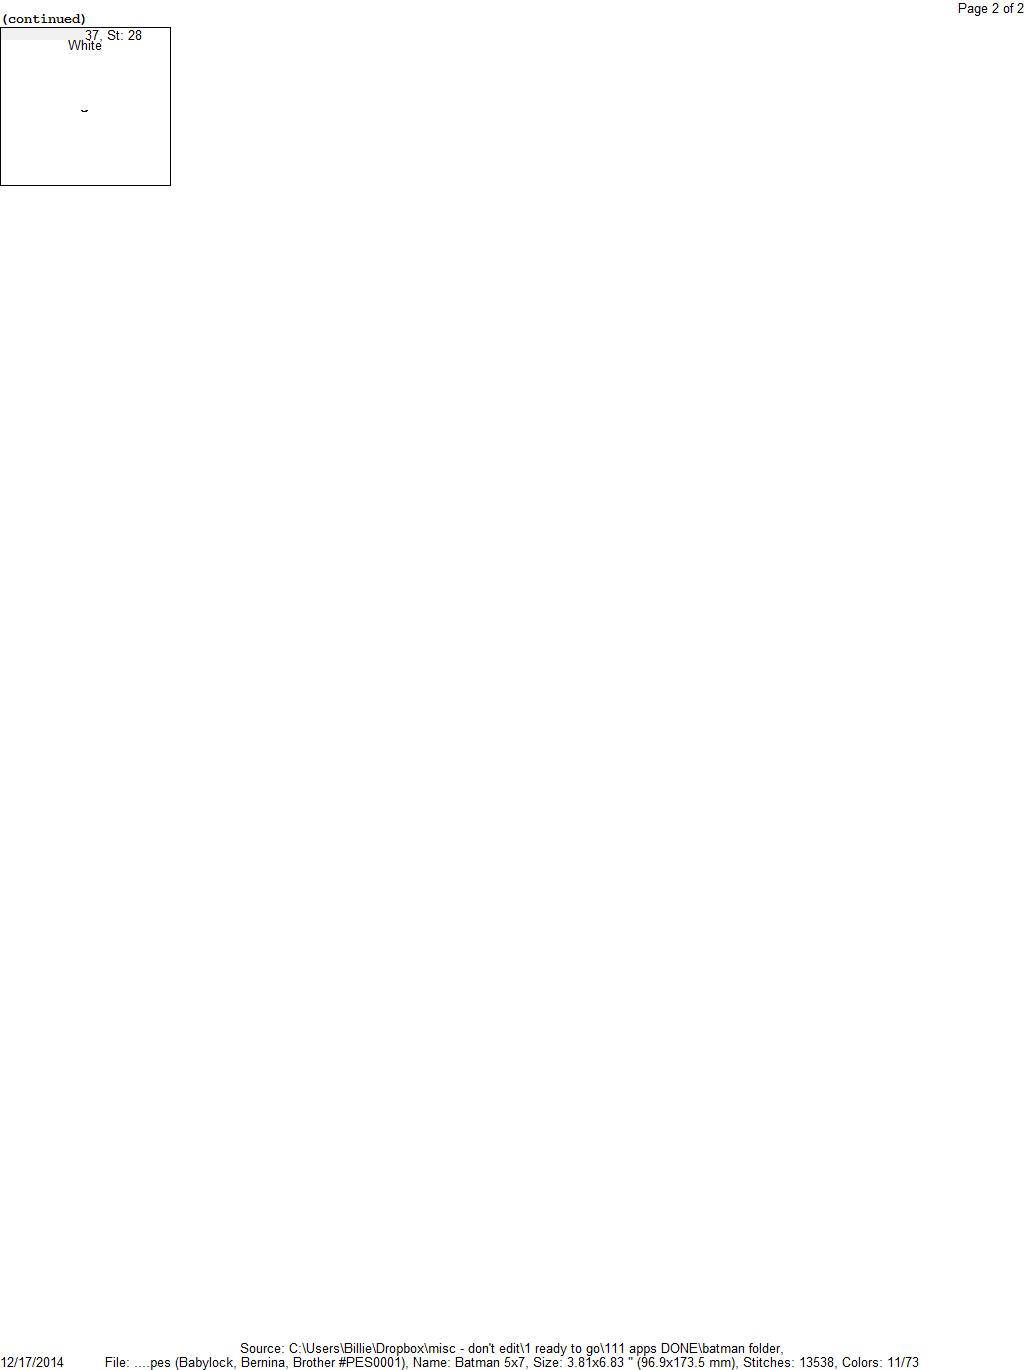 Page 2 of 2
(continued)
37, St: 28
White
Source: C:\Users\Billie\Dropbox\misc - don't edit\1 ready to go\111 apps DONE\batman folder,
12/17/2014 File: ....pes (Babylock, Bernina, Brother #PES0001), Name: Batman 5x7, Size: 3.81x6.83 " (96.9x173.5 mm), Stitches: 13538, Colors: 11/73